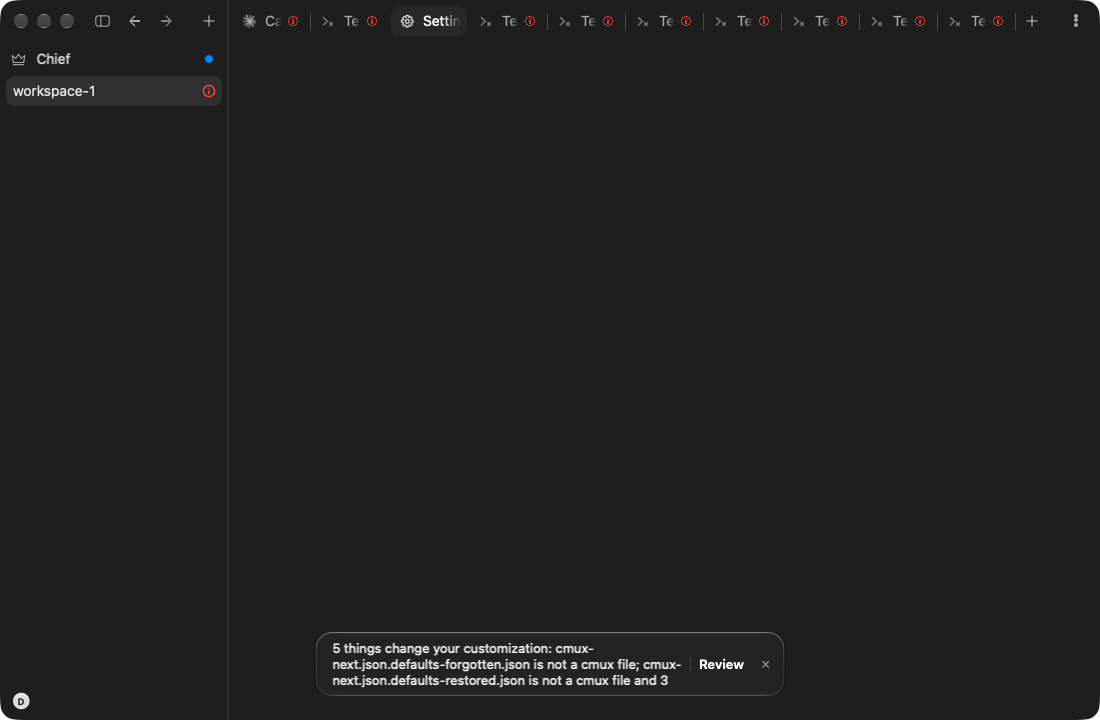 Ca
Te
Settin
Te
Te
Te
Te
Te
Te
Te
Chief
workspace-1
5 things change your customization: cmux-
next.json.defaults-forgotten.json is not a cmux file; cmux-
next.json.defaults-restored.json is not a cmux file and 3
Review
D